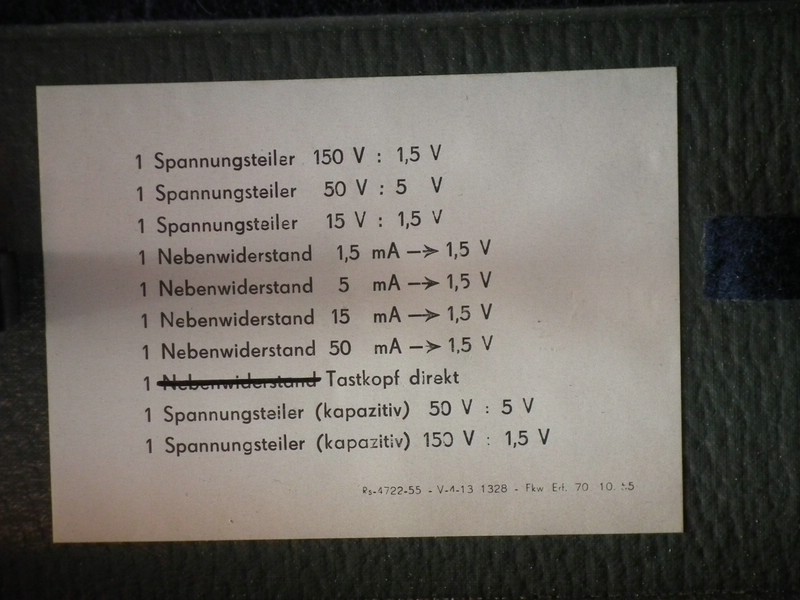 1 Spannungsteiler 150 V : 1,5 V
1 Spannungsteiler 50 V : 5 V
1 Spannungsteiler 15 V : 1,5 V
1 Nebenwiderstand 1,5 mA → 1,5 V
1 Nebenwiderstand 5 mA → 1,5 V
1 Nebenwiderstand 15 mA → 1,5 V
1 Nebenwiderstand 50 mA → 1,5 V
1 Nebenwiderstand Tastkopf direkt
1 Spannungsteiler (kapazitiv) 50 V : 5 V
1 Spannungsteiler (kapazitiv) 150 V : 1,5 V
Rs-4722-55 - V-4-13 1328 - Fkw Erf. 70 10.